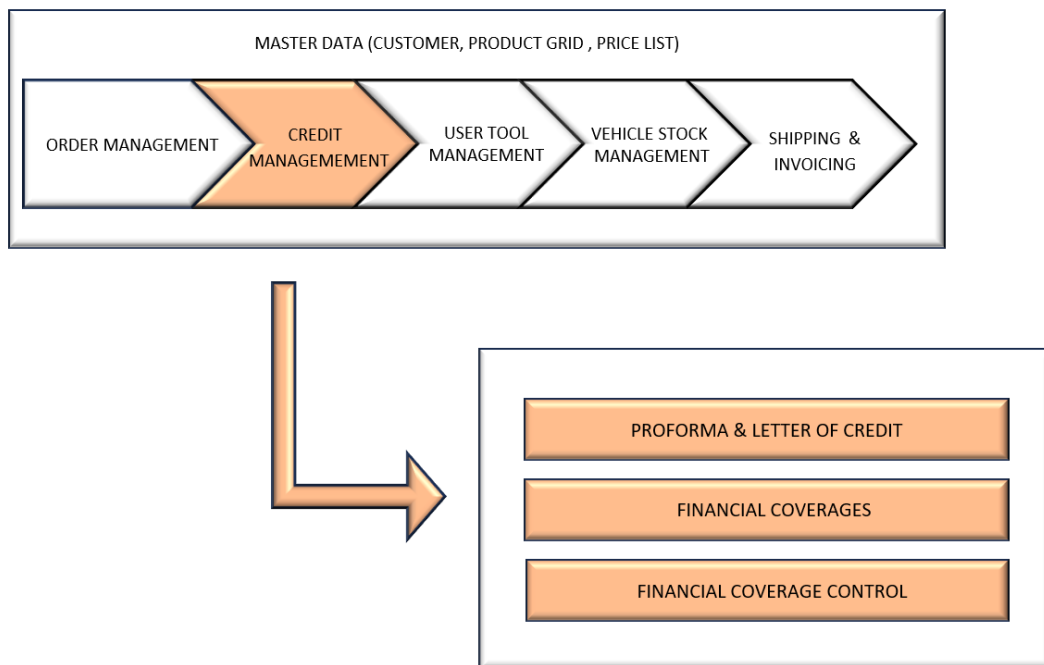 MASTER DATA (CUSTOMER, PRODUCT GRID , PRICE LIST)
ORDER MANAGEMENT
CREDIT
MANAGEMEMENT
USER TOOL
MANAGEMENT
VEHICLE STOCK
MANAGEMENT
SHIPPING &
INVOICING
PROFORMA & LETTER OF CREDIT
FINANCIAL COVERAGES
FINANCIAL COVERAGE CONTROL